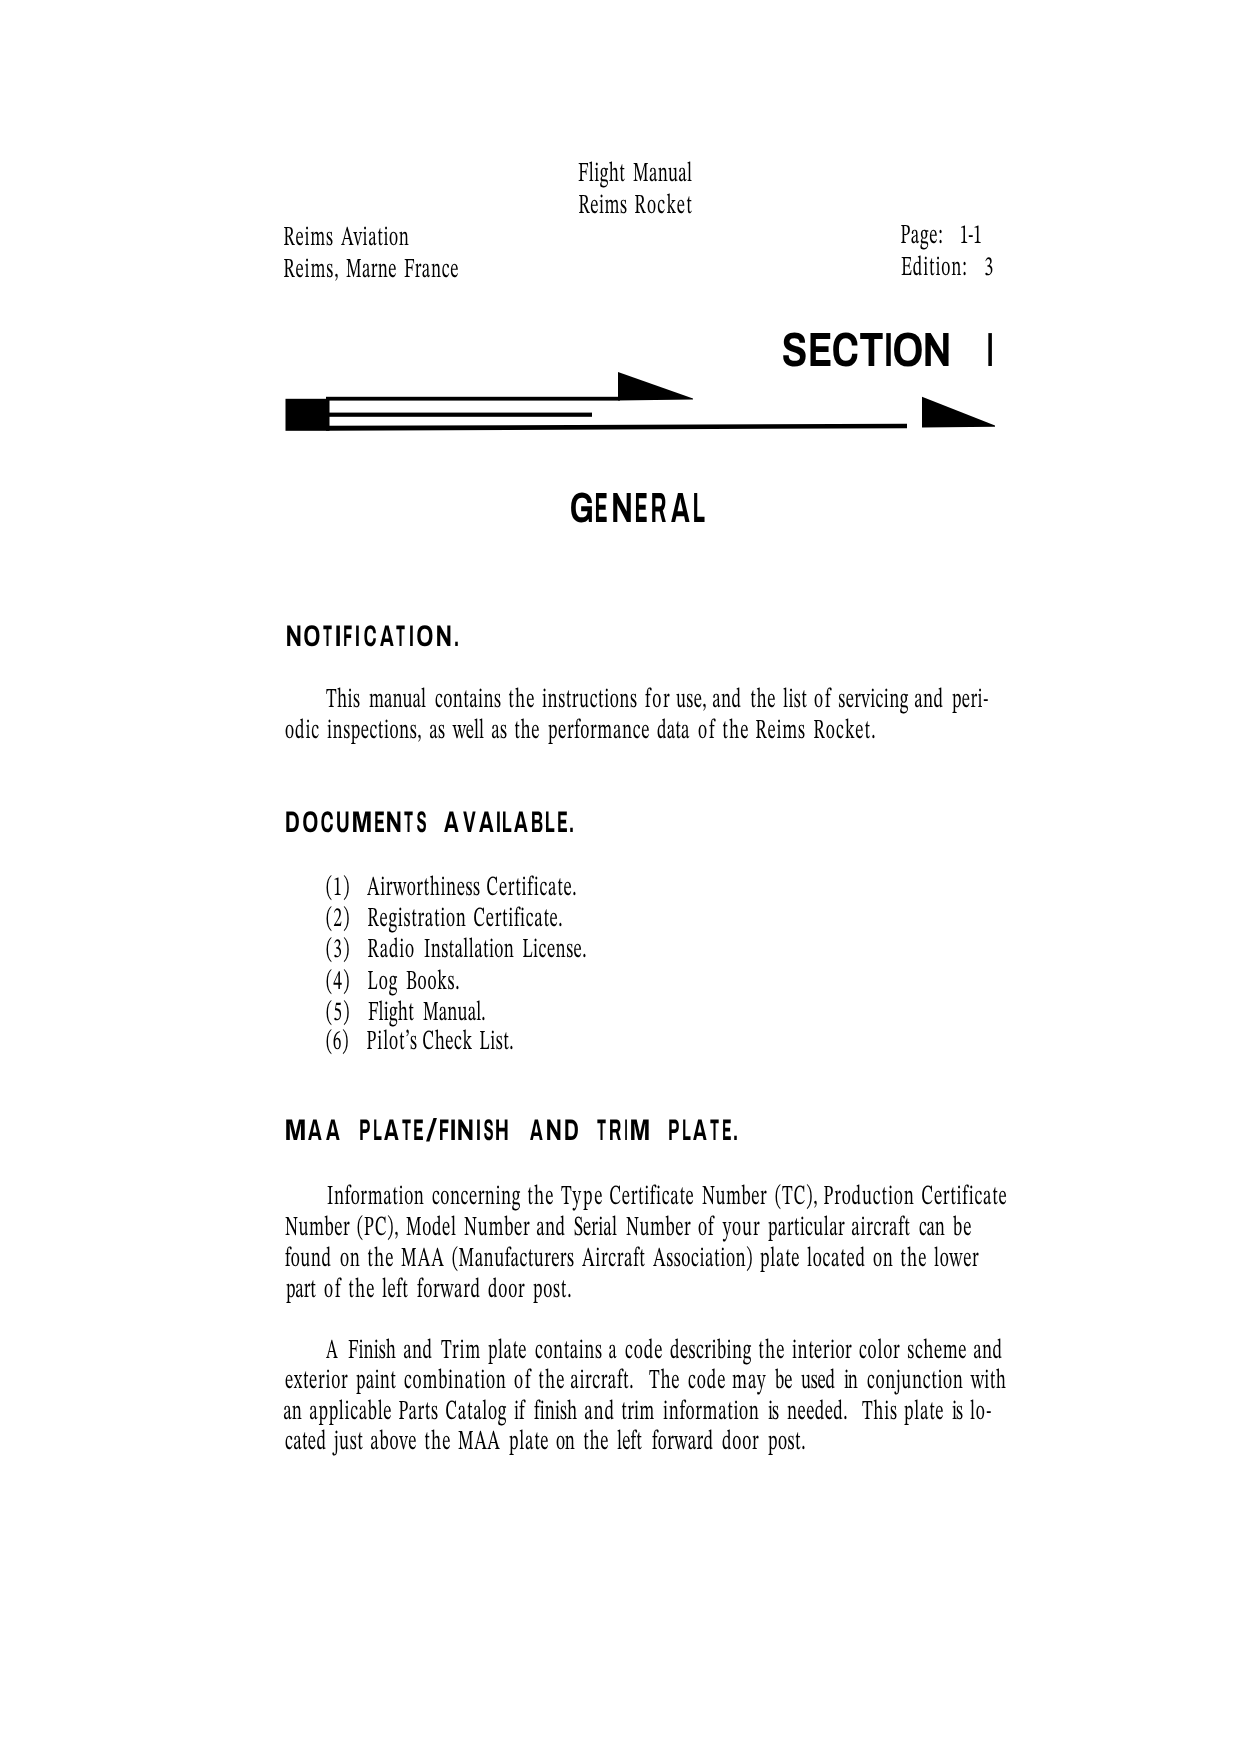 Flight Manual
Reims Rocket
Reims Aviation
Page: 1-1
Reims, Marne France
Edition: 3
SECTION I
GENERAL
NOTIFICATION.
This manual contains the instructions for use, and the list of servicing and peri-
odic inspections, as well as the performance data of the Reims Rocket.
DOCUMENTS AVAILABLE.
(1) Airworthiness Certificate.
(2) Registration Certificate.
(3) Radio Installation License.
(4) Log Books.
(5) Flight Manual.
(6) Pilot’s Check List.
MAA PLATE/FINISH AND TRIM PLATE.
Information concerning the Type Certificate Number (TC), Production Certificate
Number (PC), Model Number and Serial Number of your particular aircraft can be
found on the MAA (Manufacturers Aircraft Association) plate located on the lower
part of the left forward door post.
A Finish and Trim plate contains a code describing the interior color scheme and
exterior paint combination of the aircraft. The code may be used in conjunction with
an applicable Parts Catalog if finish and trim information is needed. This plate is lo-
cated just above the MAA plate on the left forward door post.